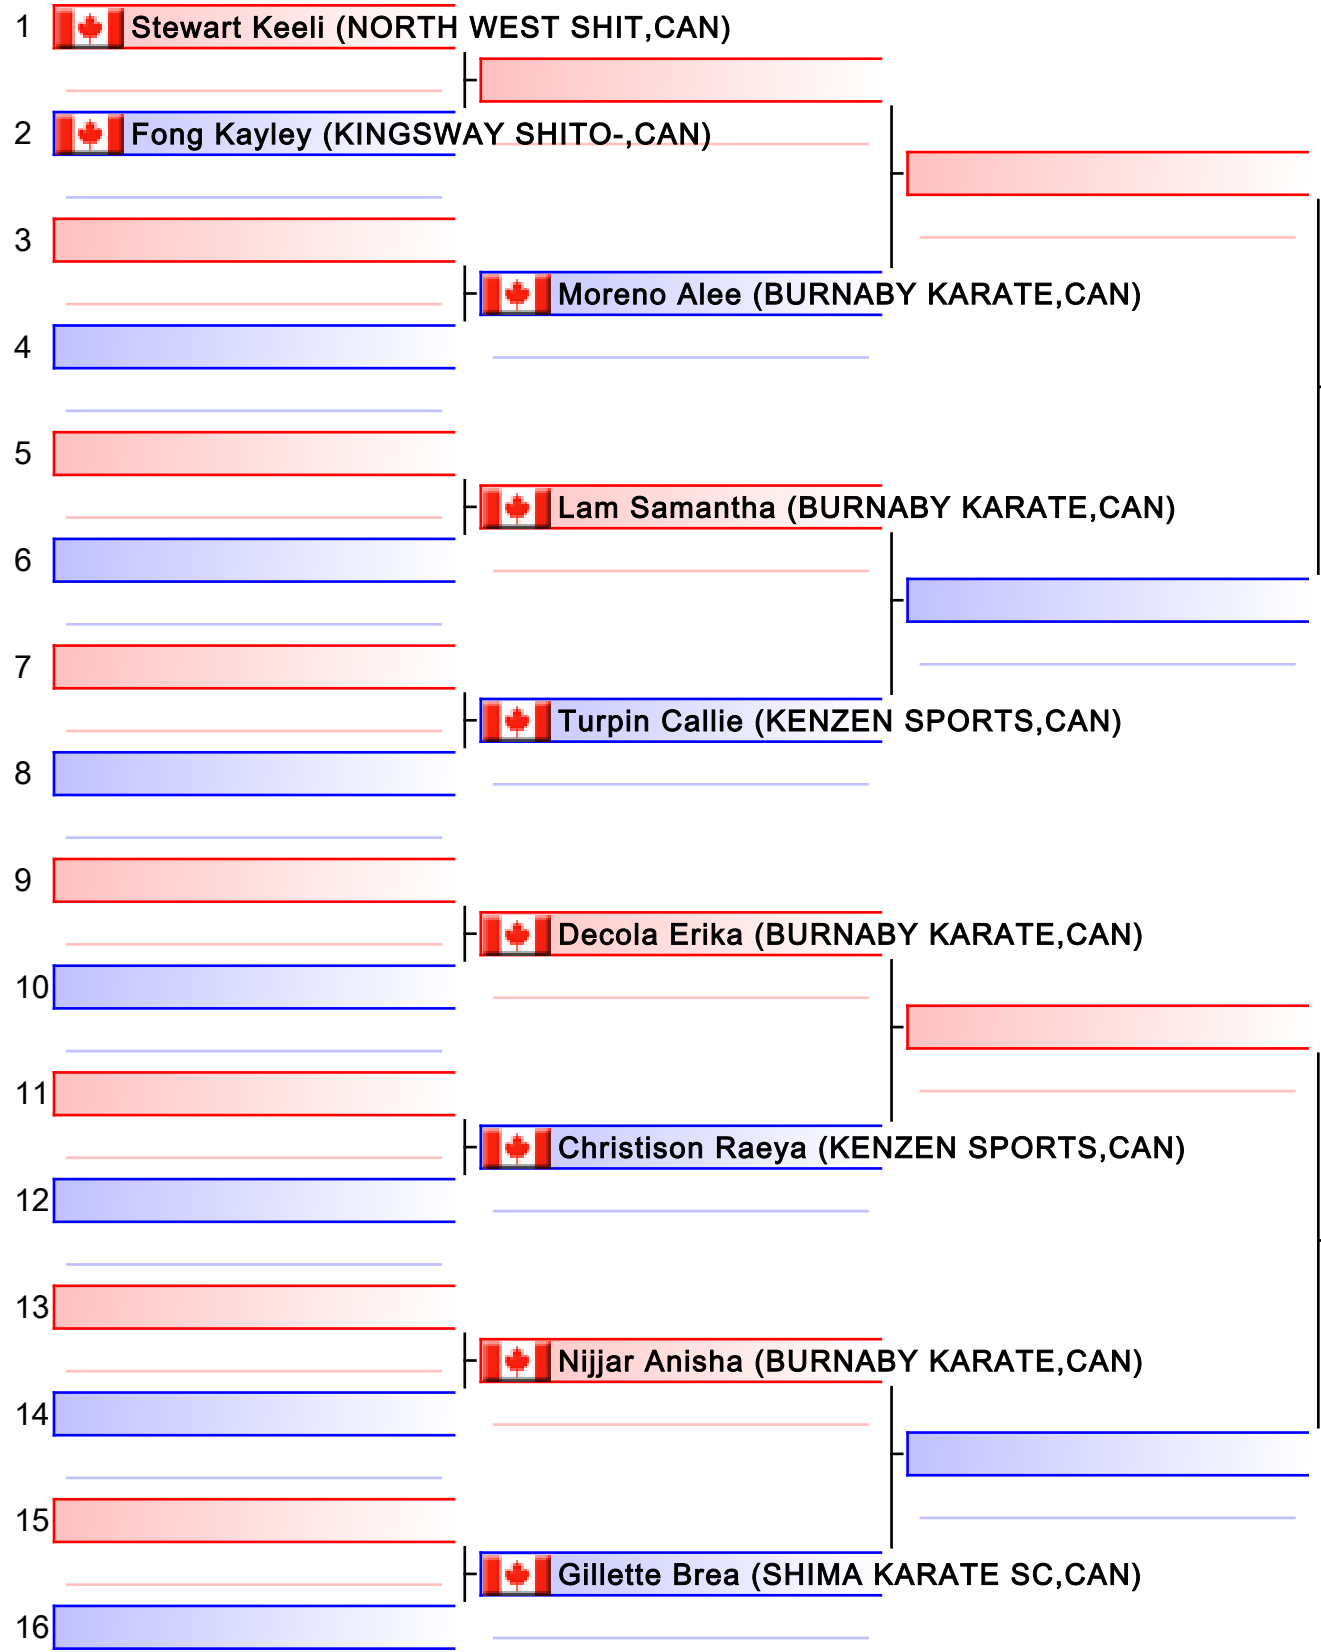 1 Stewart Keeli (NORTH WEST SHIT,CAN)
2 Fong Kayley (KINGSWAY SHITO-,CAN)
3
Moreno Alee (BURNABY KARATE,CAN)
4
5
Lam Samantha (BURNABY KARATE,CAN)
6
7
Turpin Callie (KENZEN SPORTS,CAN)
8
9
Decola Erika (BURNABY KARATE,CAN)
10
11
Christison Raeya (KENZEN SPORTS,CAN)
12
13
Nijjar Anisha (BURNABY KARATE,CAN)
14
15
Gillette Brea (SHIMA KARATE SC,CAN)
16